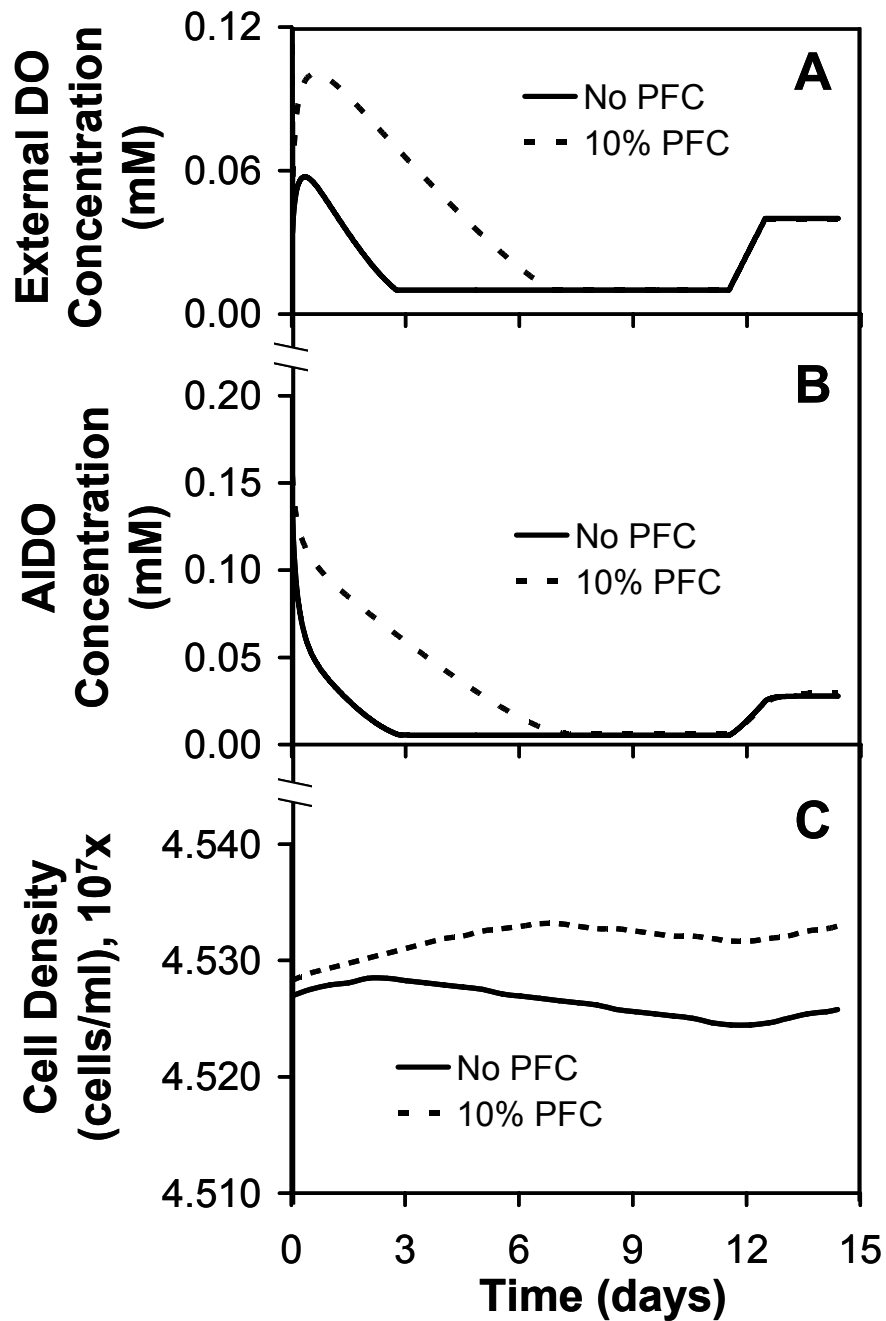 External DO
Concentration
(mM)
0.12
0.06
0.00
A
No PFC
10% PFC
AIDO
Concentration
(mM)
0.20
0.15
0.10
0.05
0.00
B
No PFC
10% PFC
Cell Density
(cells/ml), 10⁷x
4.540
4.530
4.520
4.510
C
No PFC
10% PFC
0 3 6 9 12 15
Time (days)